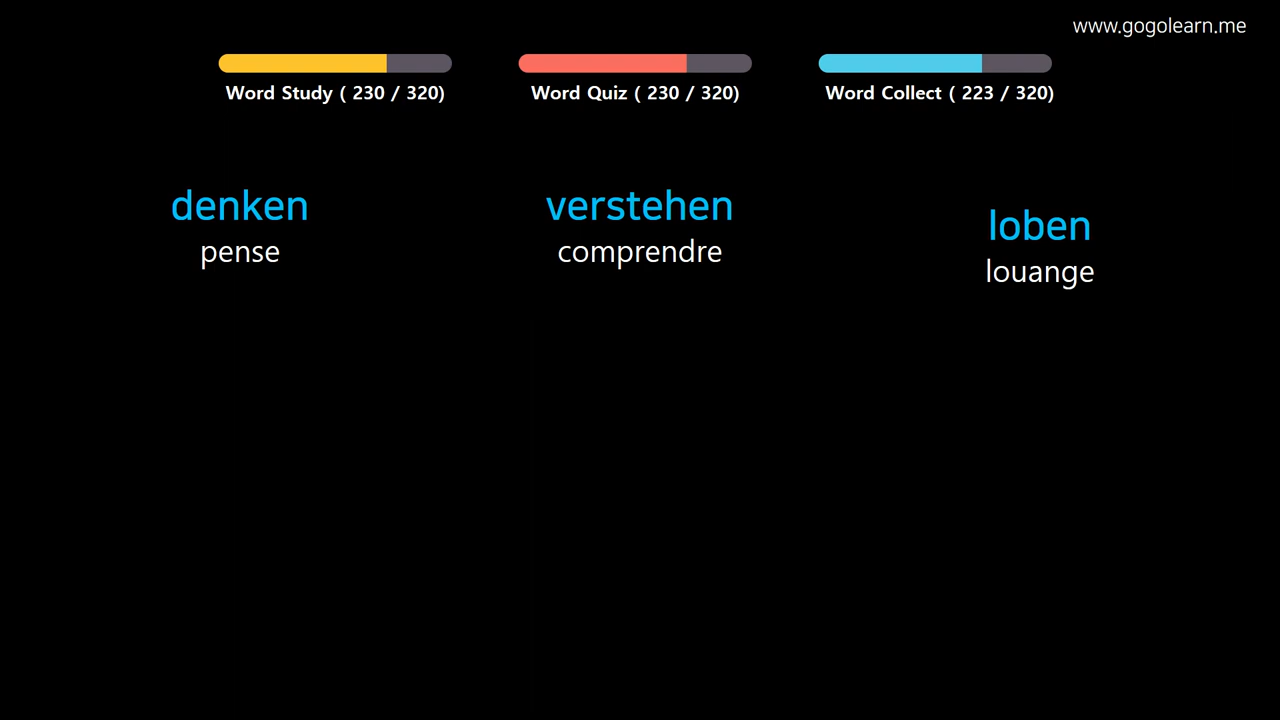 www.gogolearn.me
Word Study ( 230 / 320)
Word Quiz ( 230 / 320)
Word Collect ( 223 / 320)
denken
pense
verstehen
comprendre
loben
louange